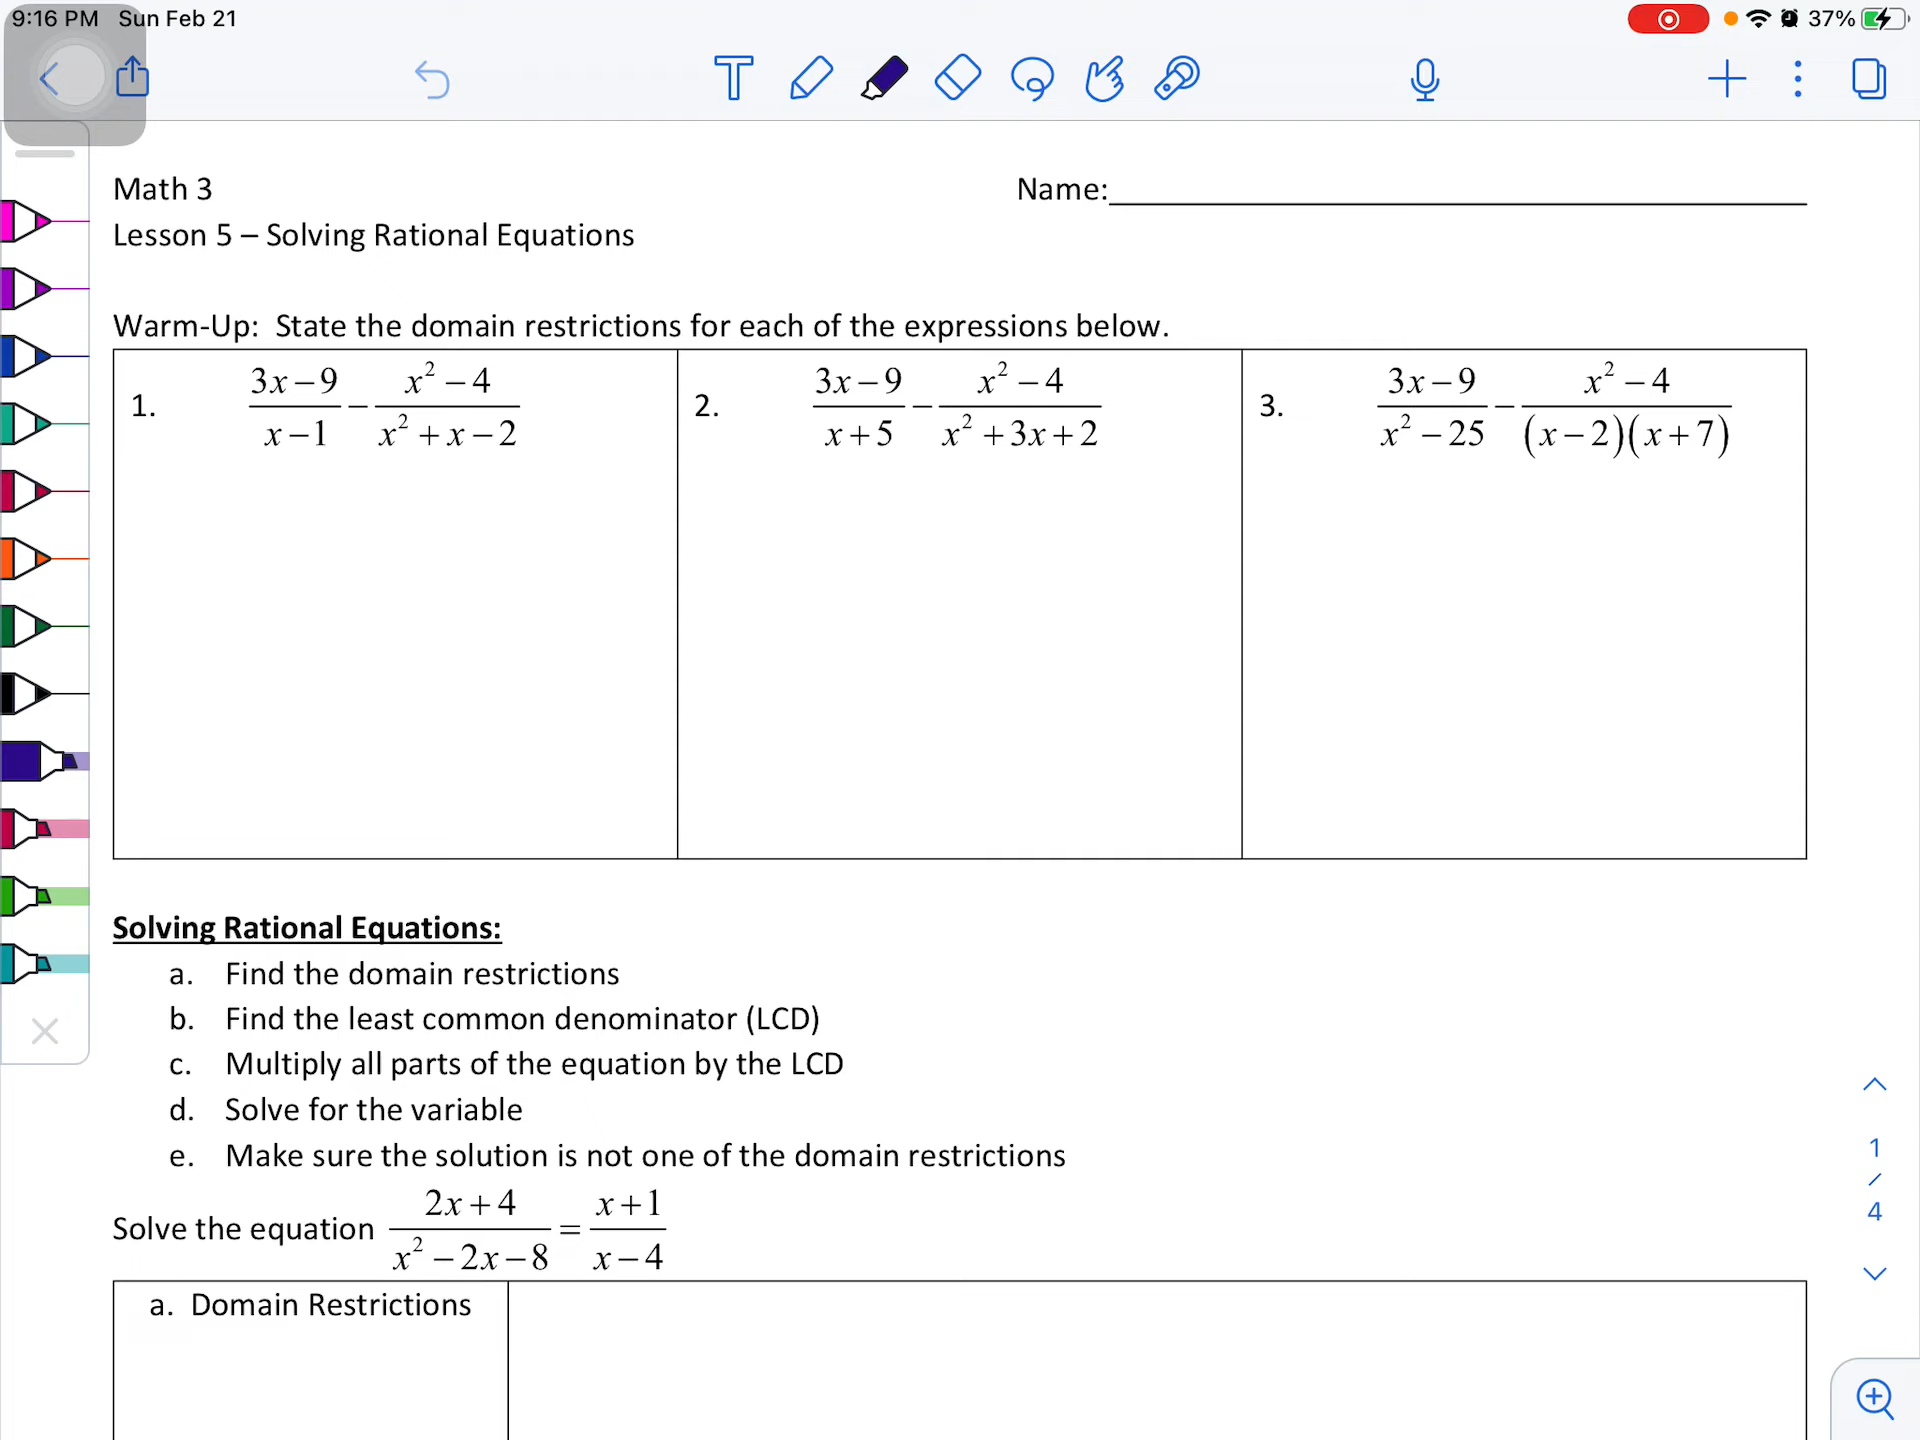 9:16 PM Sun Feb 21
37%
T
Math 3
Name:
Lesson 5 – Solving Rational Equations
Warm-Up: State the domain restrictions for each of the expressions below.
1. (3x – 9)/(x – 1) – (x² – 4)/(x² + x – 2)
2. (3x – 9)/(x + 5) – (x² – 4)/(x² + 3x + 2)
3. (3x – 9)/(x² – 25) – (x² – 4)/((x – 2)(x + 7))
Solving Rational Equations:
a. Find the domain restrictions
b. Find the least common denominator (LCD)
c. Multiply all parts of the equation by the LCD
d. Solve for the variable
e. Make sure the solution is not one of the domain restrictions
Solve the equation (2x + 4)/(x² – 2x – 8) = (x + 1)/(x – 4)
a. Domain Restrictions
1
/
4